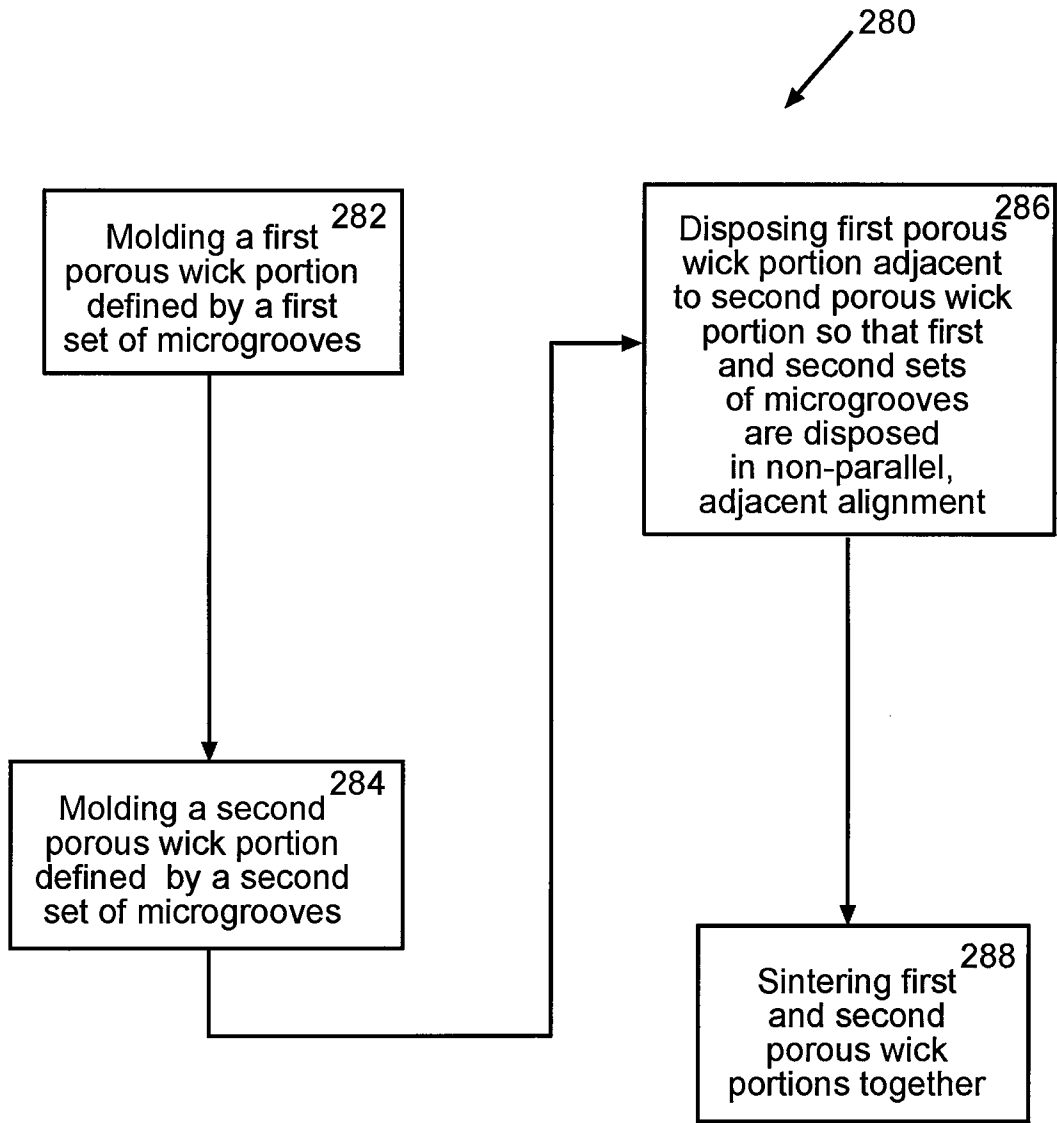 280
282
Molding a first
porous wick portion
defined by a first
set of microgrooves
284
Molding a second
porous wick portion
defined by a second
set of microgrooves
286
Disposing first porous
wick portion adjacent
to second porous wick
portion so that first
and second sets
of microgrooves
are disposed
in non-parallel,
adjacent alignment
288
Sintering first
and second
porous wick
portions together